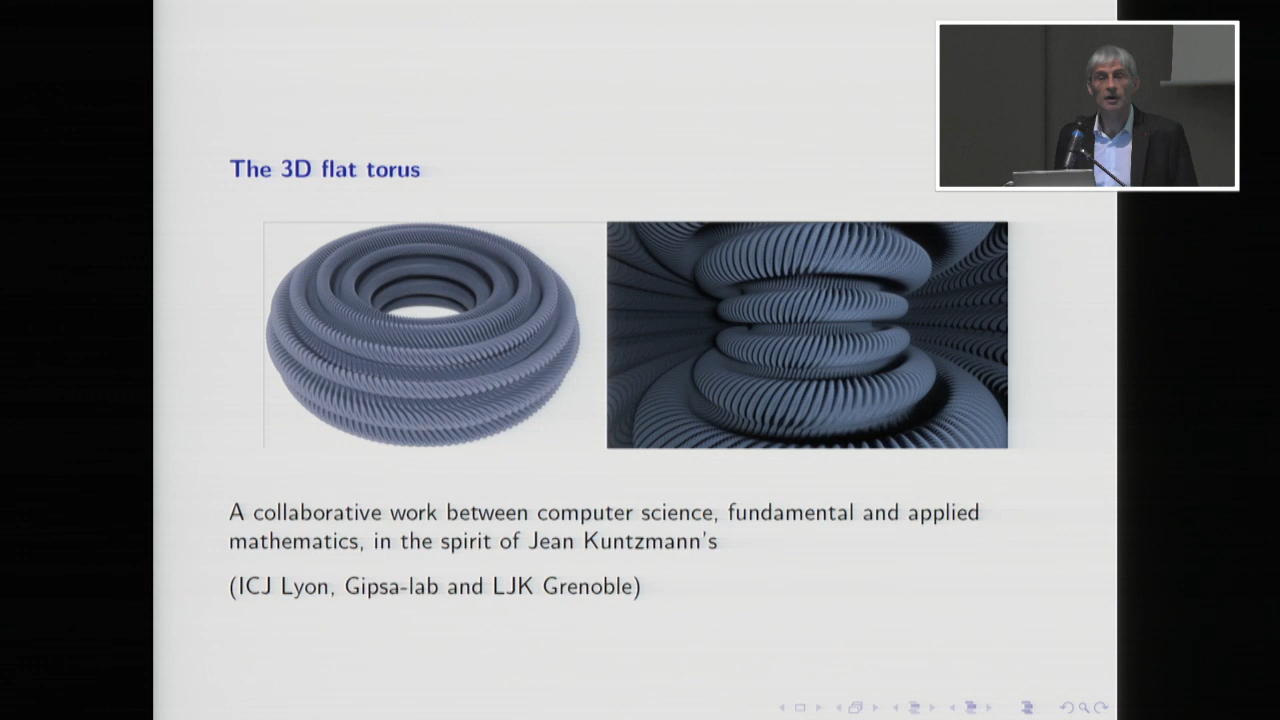 The 3D flat torus
A collaborative work between computer science, fundamental and applied
mathematics, in the spirit of Jean Kuntzmann's
(ICJ Lyon, Gipsa-lab and LJK Grenoble)